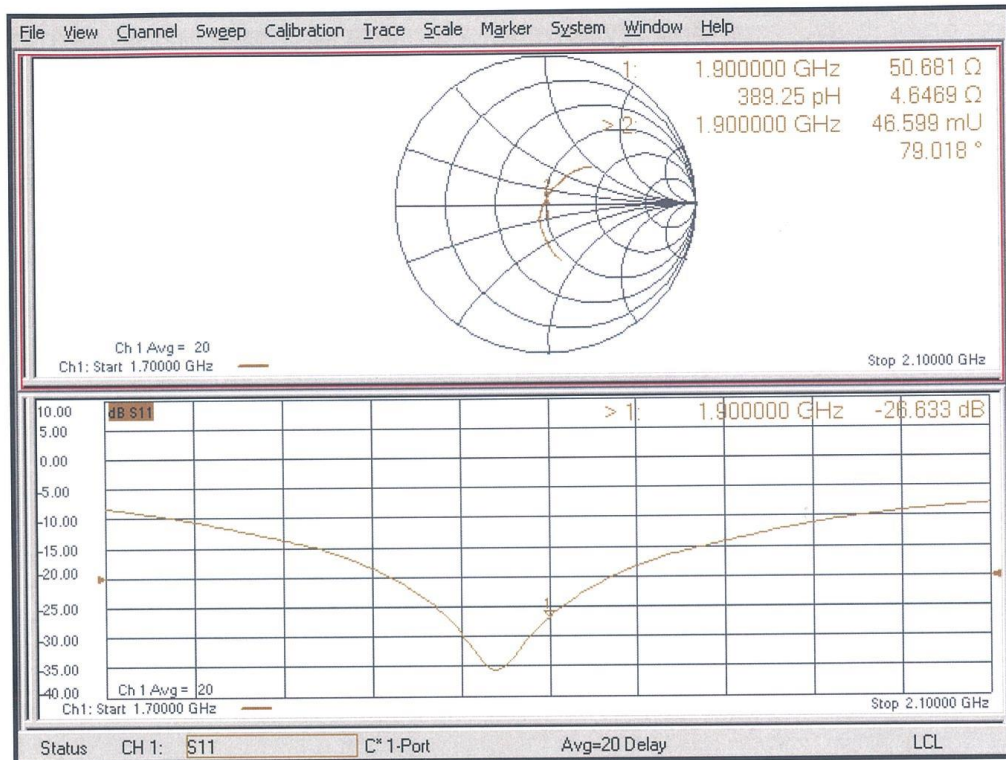 File View Channel Sweep Calibration Trace Scale Marker System Window Help
1: 1.900000 GHz 50.681 Ω
389.25 pH 4.6469 Ω
> 2: 1.900000 GHz 46.599 mU
79.018 °
1
Ch 1 Avg = 20
Ch1: Start 1.70000 GHz
Stop 2.10000 GHz
10.00 dB S11 > 1: 1.900000 GHz -26.633 dB
5.00
0.00
-5.00
-10.00
-15.00
-20.00
-25.00 1
-30.00
-35.00
-40.00
Ch 1 Avg = 20
Ch1: Start 1.70000 GHz
Stop 2.10000 GHz
Status CH 1: S11 C* 1-Port Avg=20 Delay LCL